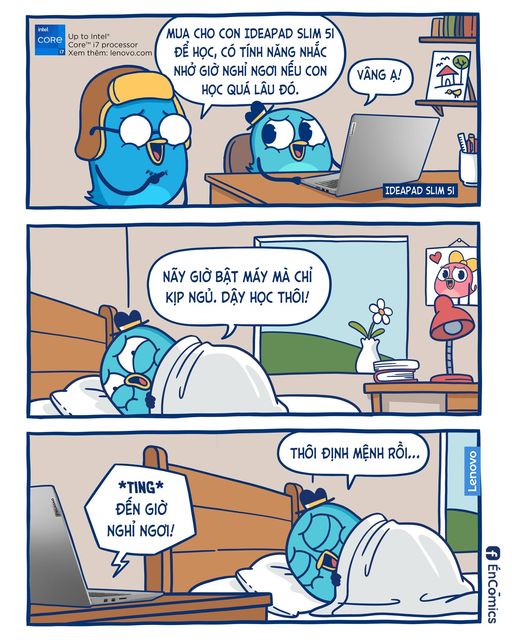 intel
CORE
i7
Up to Intel®
Core™ i7 processor
Xem thêm: lenovo.com
MUA CHO CON IDEAPAD SLIM 5I
ĐỂ HỌC, CÓ TÍNH NĂNG NHẮC
NHỞ GIỜ NGHỈ NGƠI NẾU CON
HỌC QUÁ LÂU ĐÓ.
VÂNG Ạ!
IDEAPAD SLIM 5I
NÃY GIỜ BẬT MÁY MÀ CHỈ
KỊP NGỦ. DẬY HỌC THÔI!
THÔI ĐỊNH MỆNH RỒI...
*TING*
ĐẾN GIỜ
NGHỈ NGƠI!
Lenovo
ÉnComics